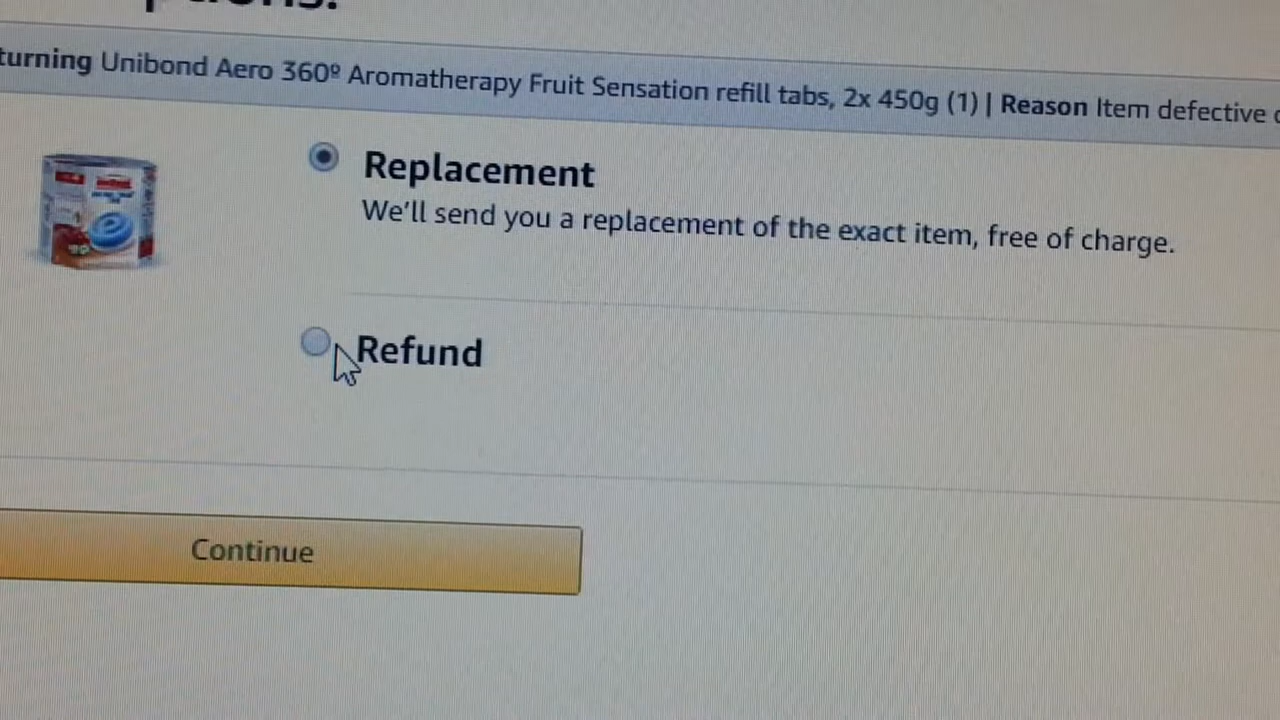 turning Unibond Aero 360º Aromatherapy Fruit Sensation refill tabs, 2x 450g (1) | Reason Item defective
Replacement
We'll send you a replacement of the exact item, free of charge.
Refund
Continue